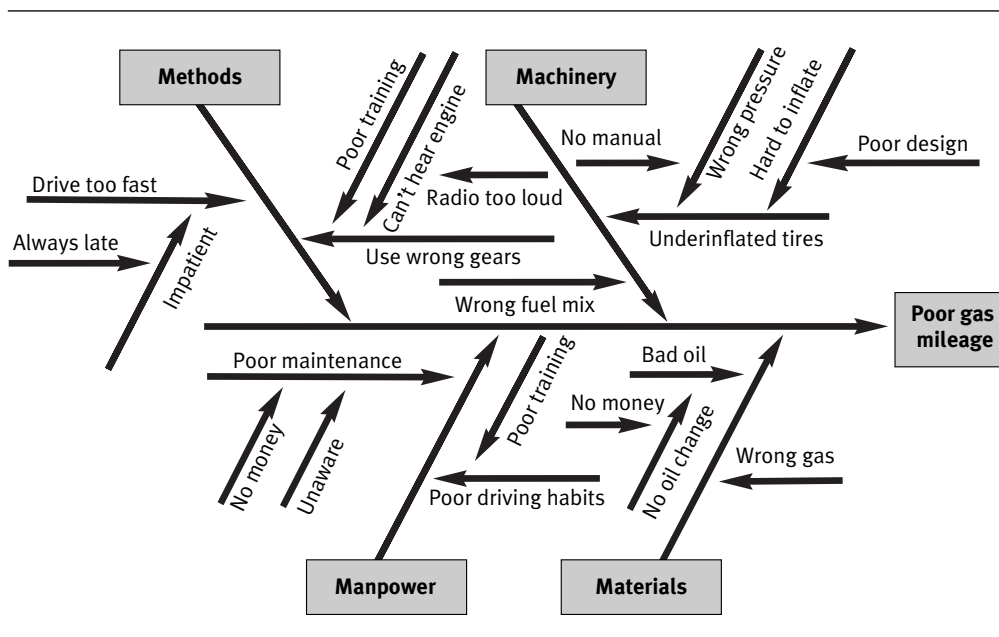 Methods
Machinery
Poor training
Can't hear engine
Wrong pressure
Hard to inflate
No manual
Poor design
Drive too fast
Radio too loud
Always late
Impatient
Use wrong gears
Underinflated tires
Wrong fuel mix
Poor gas
mileage
Poor maintenance
Bad oil
Poor training
No money
No money
Unaware
No oil change
Wrong gas
Poor driving habits
Manpower
Materials